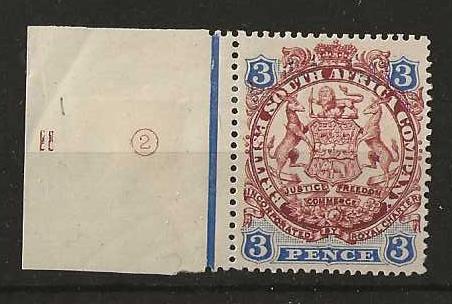 3 3
BRITISH SOUTH AFRICA COMPANY
2
JUSTICE FREEDOM
COMMERCE
INCORPORATED BY ROYAL CHARTER
3 PENCE 3